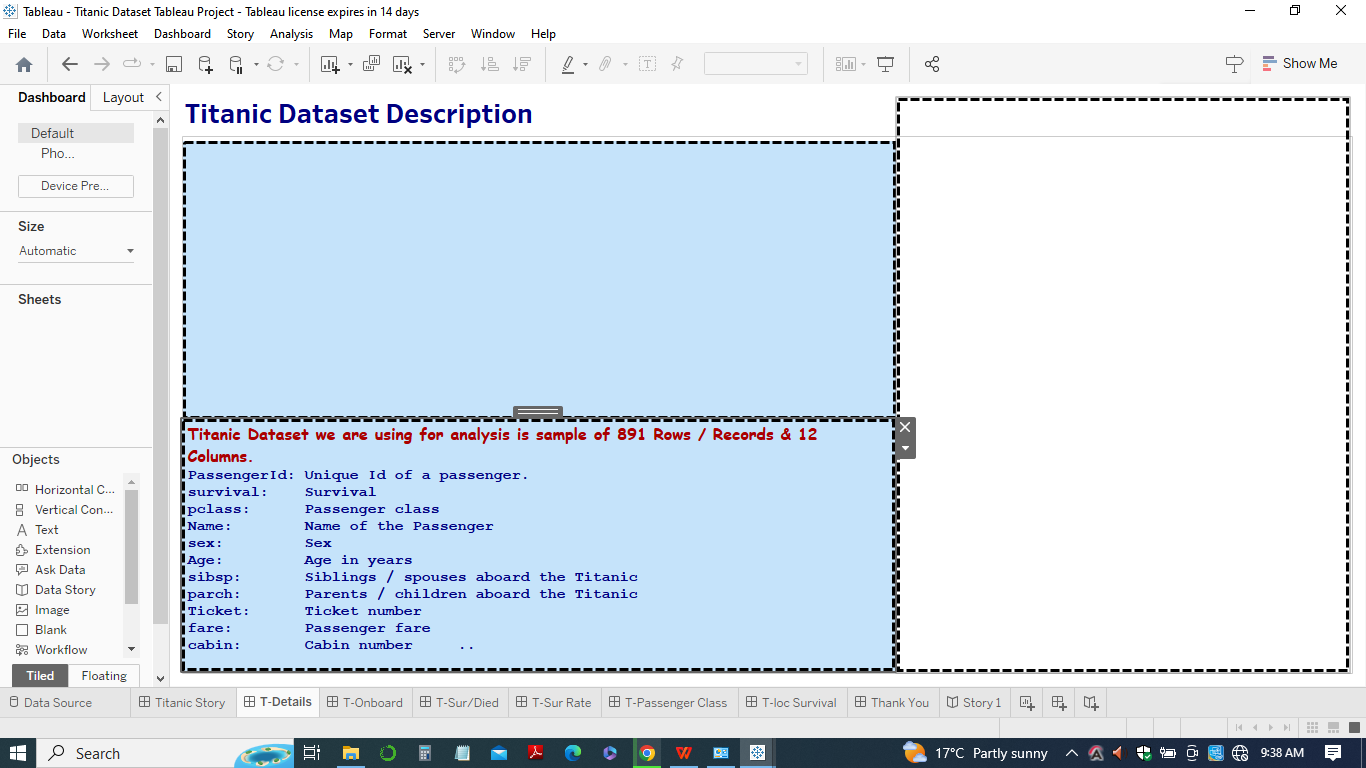 Tableau - Titanic Dataset Tableau Project - Tableau license expires in 14 days
File Data Worksheet Dashboard Story Analysis Map Format Server Window Help
Show Me
Dashboard Layout
Default
Pho...
Device Pre...
Size
Automatic
Sheets
Objects
Horizontal C...
Vertical Con...
Text
Extension
Ask Data
Data Story
Image
Blank
Workflow
Tiled Floating
Titanic Dataset Description
Titanic Dataset we are using for analysis is sample of 891 Rows / Records & 12
Columns.
PassengerId: Unique Id of a passenger.
survival: Survival
pclass: Passenger class
Name: Name of the Passenger
sex: Sex
Age: Age in years
sibsp: Siblings / spouses aboard the Titanic
parch: Parents / children aboard the Titanic
Ticket: Ticket number
fare: Passenger fare
cabin: Cabin number ..
Data Source Titanic Story T-Details T-Onboard T-Sur/Died T-Sur Rate T-Passenger Class T-loc Survival Thank You Story 1
Search 17°C Partly sunny 9:38 AM